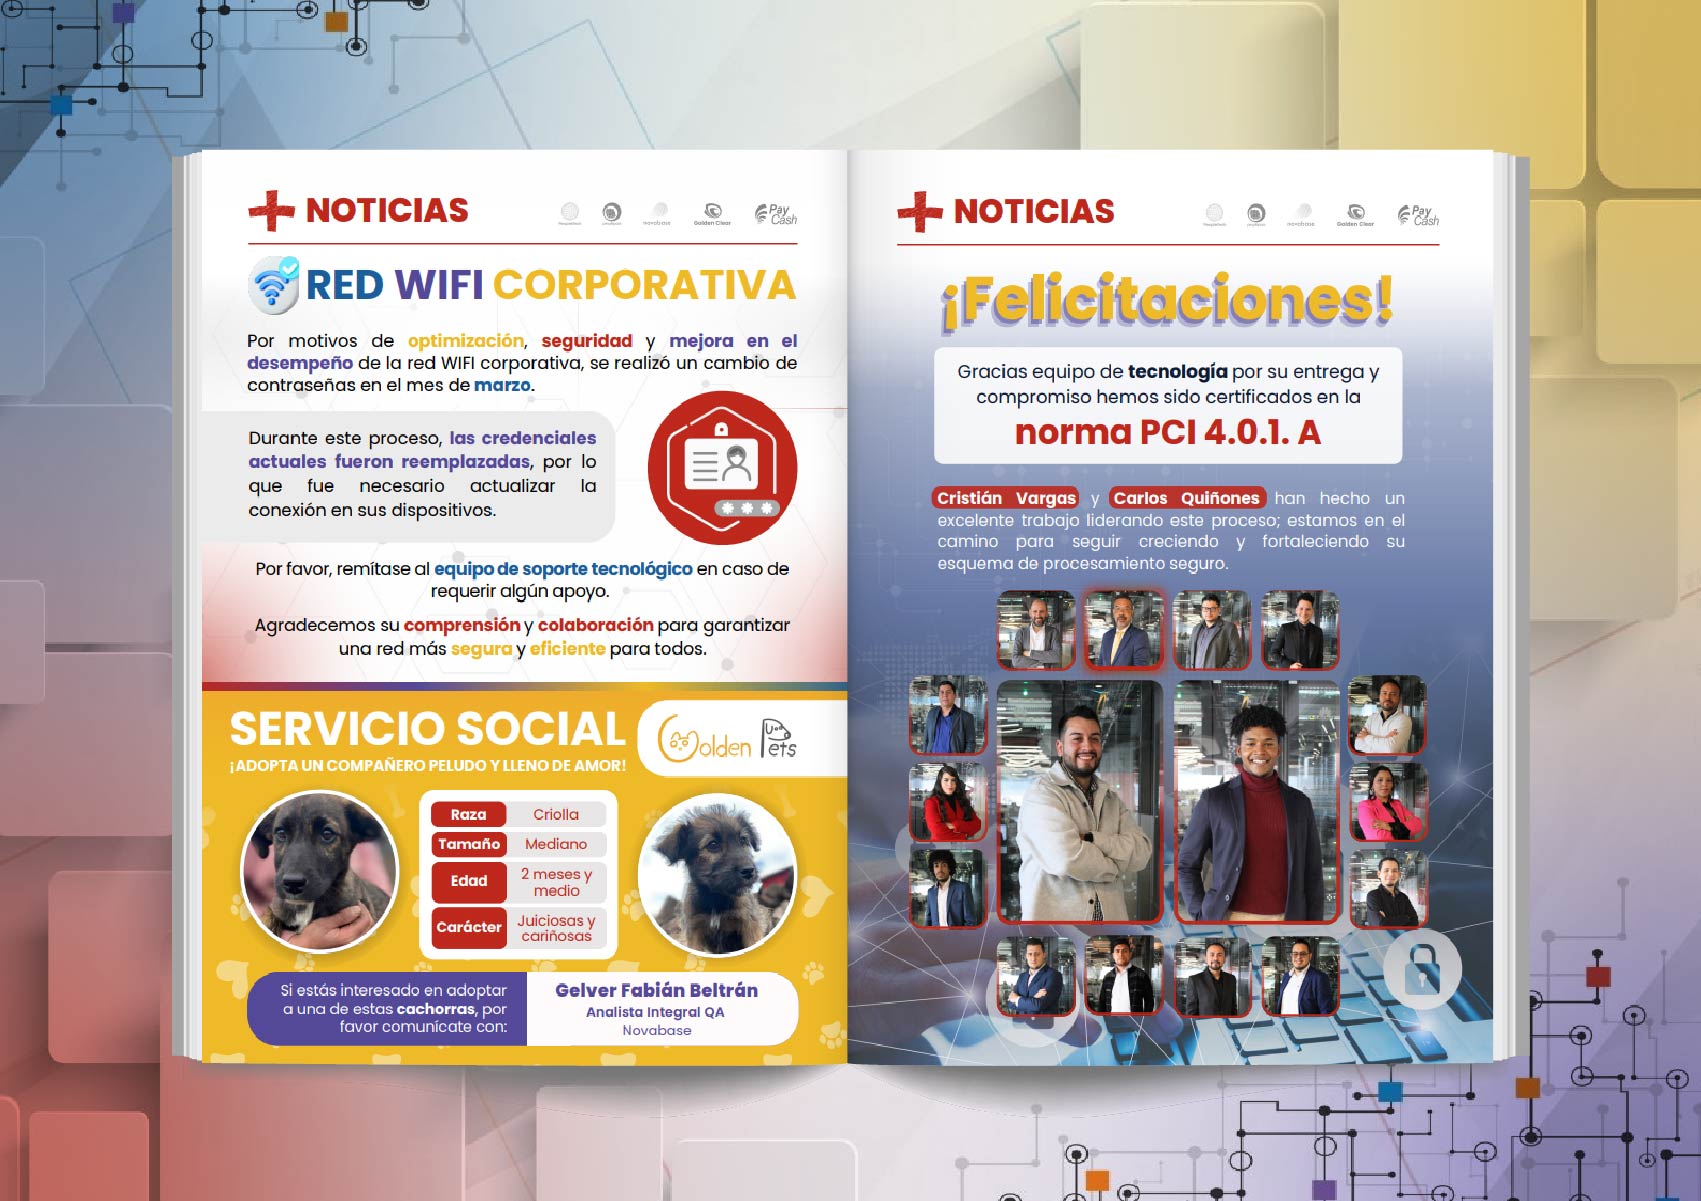 NOTICIAS
novabase
Golden Clear
Pay
Cash
RED WIFI CORPORATIVA
Por motivos de optimización, seguridad y mejora en el
desempeño de la red WIFI corporativa, se realizó un cambio de
contraseñas en el mes de marzo.
Durante este proceso, las credenciales
actuales fueron reemplazadas, por lo
que fue necesario actualizar la
conexión en sus dispositivos.
Por favor, remítase al equipo de soporte tecnológico en caso de
requerir algún apoyo.
Agradecemos su comprensión y colaboración para garantizar
una red más segura y eficiente para todos.
SERVICIO SOCIAL
¡ADOPTA UN COMPAÑERO PELUDO Y LLENO DE AMOR!
Golden Pets
Raza Criolla
Tamaño Mediano
Edad 2 meses y
medio
Carácter Juiciosas y
cariñosas
Si estás interesado en adoptar
a una de estas cachorras, por
favor comunícate con:
Gelver Fabián Beltrán
Analista Integral QA
Novabase
NOTICIAS
novabase
Golden Clear
Pay
Cash
¡Felicitaciones!
Gracias equipo de tecnología por su entrega y
compromiso hemos sido certificados en la
norma PCI 4.0.1. A
Cristián Vargas y Carlos Quiñones han hecho un
excelente trabajo liderando este proceso; estamos en el
camino para seguir creciendo y fortaleciendo su
esquema de procesamiento seguro.